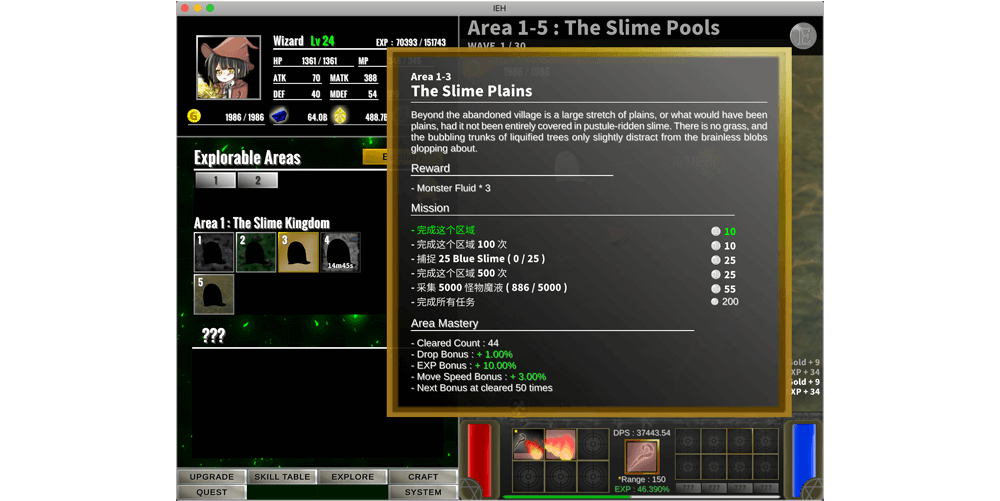 IEH
Wizard Lv 24 EXP : 70393 / 151743
HP 1361 / 1361 MP
ATK 70 MATK 388
DEF 40 MDEF 54
G 1986 / 1986 64.0B 488.7B
Explorable Areas
1 2
Area 1 : The Slime Kingdom
1 2 3 4
14m45s
5
???
UPGRADE SKILL TABLE EXPLORE CRAFT
QUEST SYSTEM
Area 1-5 : The Slime Pools
WAVE 1 / 30
Area 1-3
The Slime Plains
Beyond the abandoned village is a large stretch of plains, or what would have been
plains, had it not been entirely covered in pustule-ridden slime. There is no grass, and
the bubbling trunks of liquified trees only slightly distract from the brainless blobs
glopping about.
Reward
- Monster Fluid * 3
Mission
- 完成这个区域 10
- 完成这个区域 100 次 10
- 捕捉 25 Blue Slime ( 0 / 25 ) 25
- 完成这个区域 500 次 25
- 采集 5000 怪物魔液 ( 886 / 5000 ) 55
- 完成所有任务 200
Area Mastery
- Cleared Count : 44
- Drop Bonus : + 1.00%
- EXP Bonus : + 10.00%
- Move Speed Bonus : + 3.00%
- Next Bonus at cleared 50 times
Gold + 9
EXP + 34
Gold + 9
EXP + 34
DPS : 37443.54
*Range : 150
EXP : 46.390%
??? ??? ??? ???